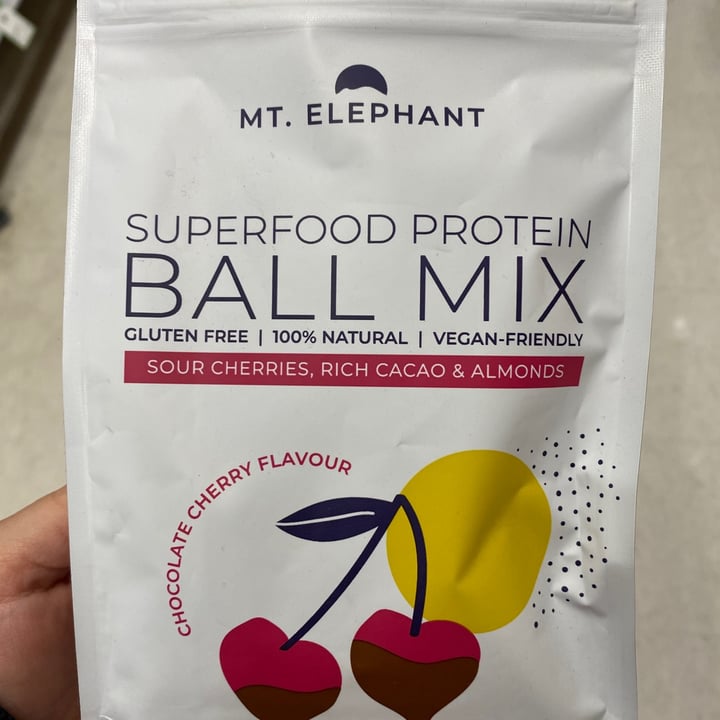 MT. ELEPHANT
SUPERFOOD PROTEIN
BALL MIX
GLUTEN FREE | 100% NATURAL | VEGAN-FRIENDLY
SOUR CHERRIES, RICH CACAO & ALMONDS
CHOCOLATE CHERRY FLAVOUR